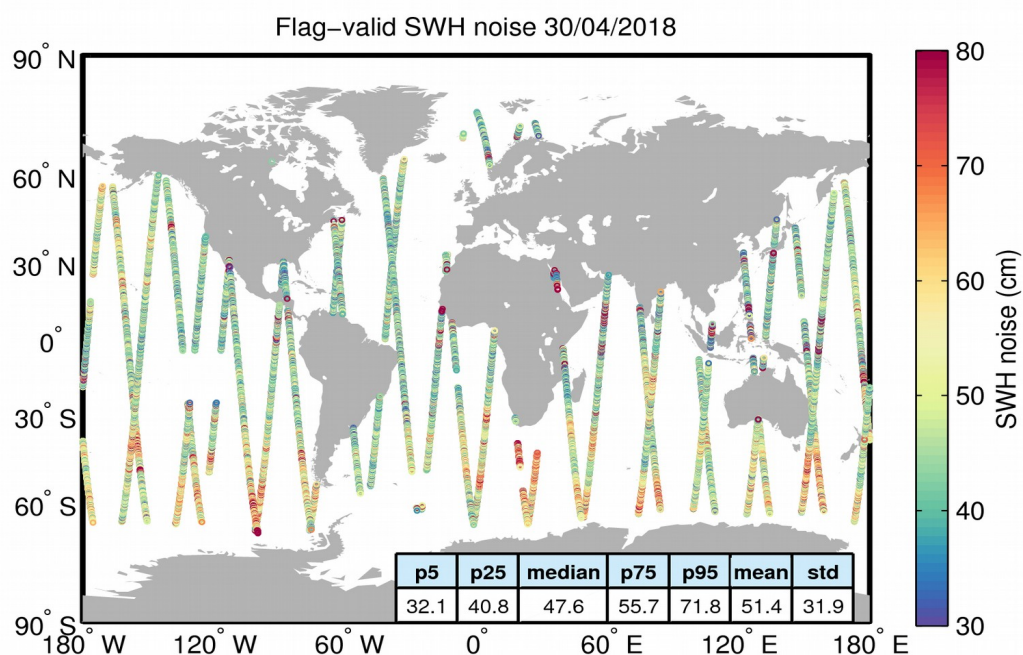 Flag−valid SWH noise 30/04/2018
90° N
60° N
30° N
0°
30° S
60° S
90° S
180° W
120° W
60° W
0°
60° E
120° E
180° E
80
70
60
50
40
30
SWH noise (cm)
p5 p25 median p75 p95 mean std
32.1 40.8 47.6 55.7 71.8 51.4 31.9